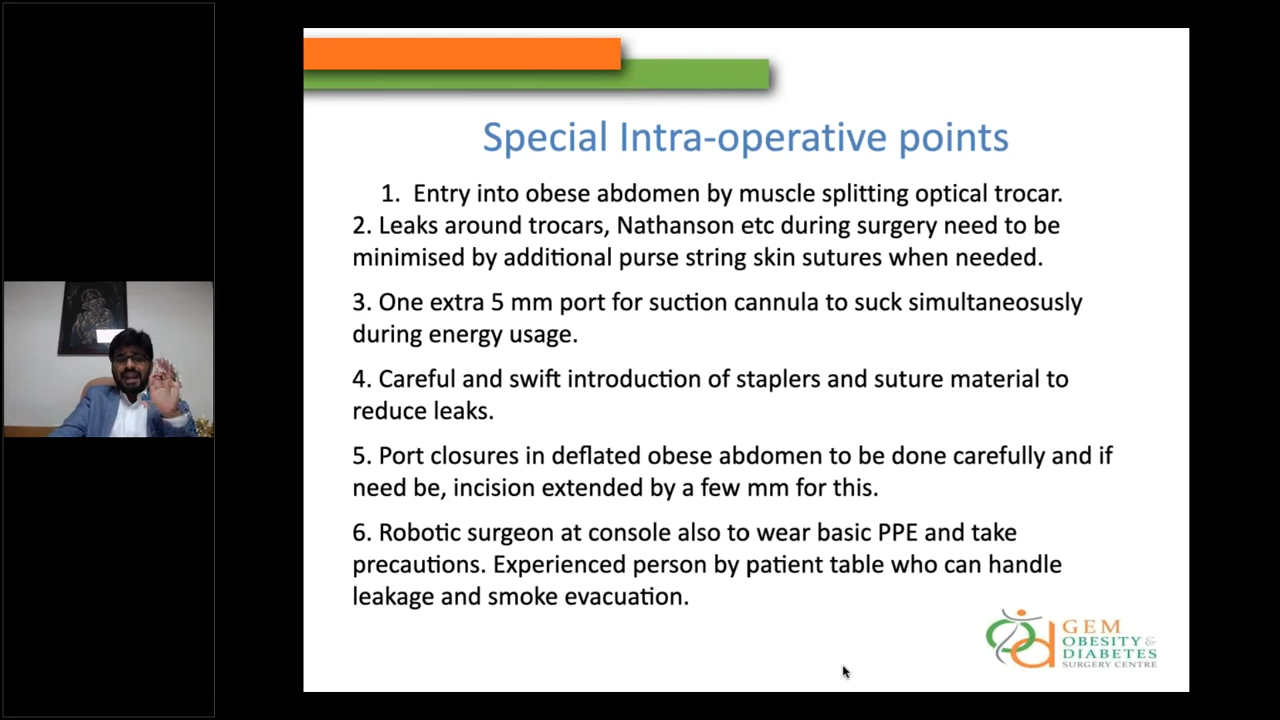 Special Intra-operative points
1. Entry into obese abdomen by muscle splitting optical trocar.
2. Leaks around trocars, Nathanson etc during surgery need to be
minimised by additional purse string skin sutures when needed.
3. One extra 5 mm port for suction cannula to suck simultaneosusly
during energy usage.
4. Careful and swift introduction of staplers and suture material to
reduce leaks.
5. Port closures in deflated obese abdomen to be done carefully and if
need be, incision extended by a few mm for this.
6. Robotic surgeon at console also to wear basic PPE and take
precautions. Experienced person by patient table who can handle
leakage and smoke evacuation.
GEM
OBESITY &
DIABETES
SURGERY CENTRE